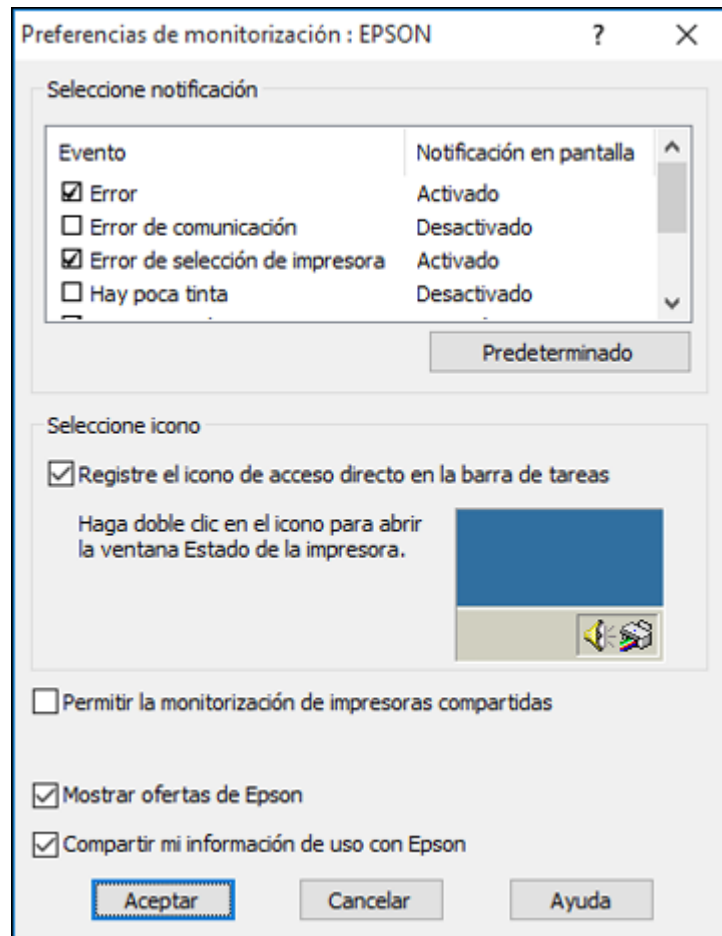 Preferencias de monitorización : EPSON
Seleccione notificación
Evento Notificación en pantalla
Error Activado
Error de comunicación Desactivado
Error de selección de impresora Activado
Hay poca tinta Desactivado
Predeterminado
Seleccione icono
Registre el icono de acceso directo en la barra de tareas
Haga doble clic en el icono para abrir
la ventana Estado de la impresora.
Permitir la monitorización de impresoras compartidas
Mostrar ofertas de Epson
Compartir mi información de uso con Epson
Aceptar Cancelar Ayuda